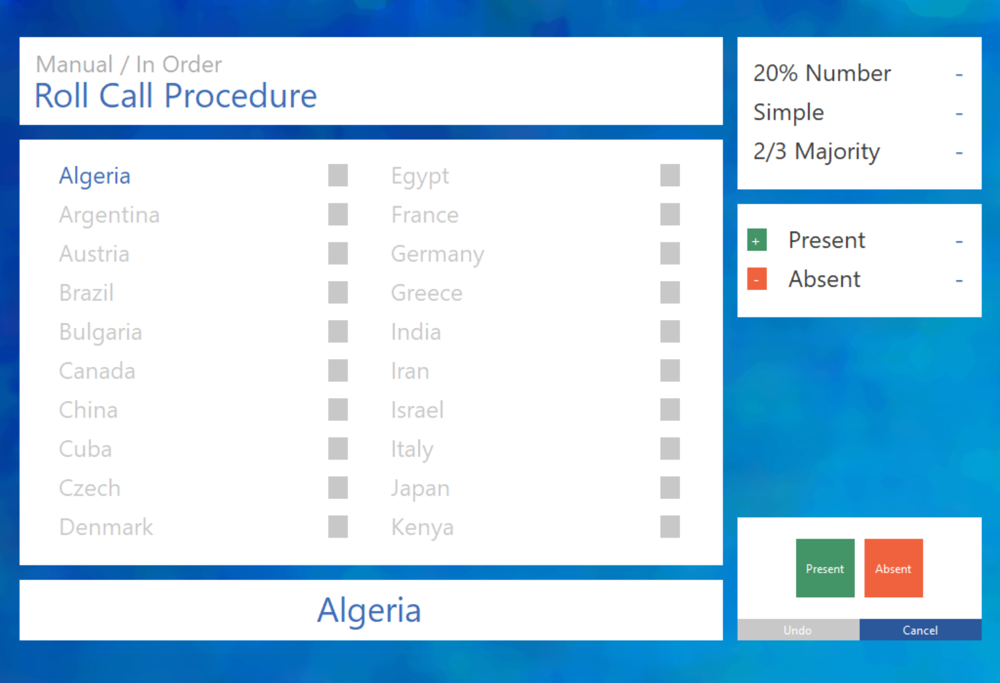 Manual / In Order
Roll Call Procedure
Algeria
Argentina
Austria
Brazil
Bulgaria
Canada
China
Cuba
Czech
Denmark
Egypt
France
Germany
Greece
India
Iran
Israel
Italy
Japan
Kenya
Algeria
20% Number -
Simple -
2/3 Majority -
+ Present -
- Absent -
Present Absent
Undo Cancel